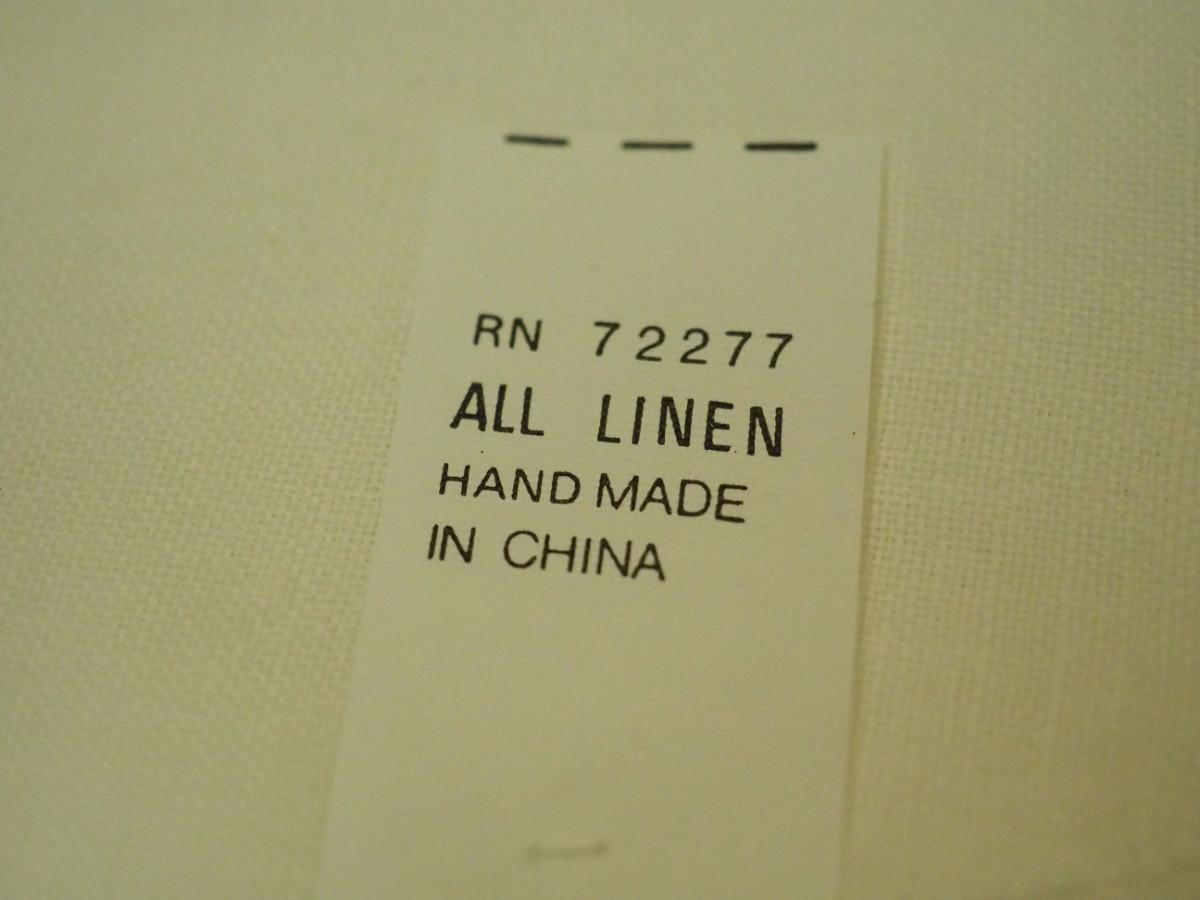 RN 72277
ALL LINEN
HAND MADE
IN CHINA